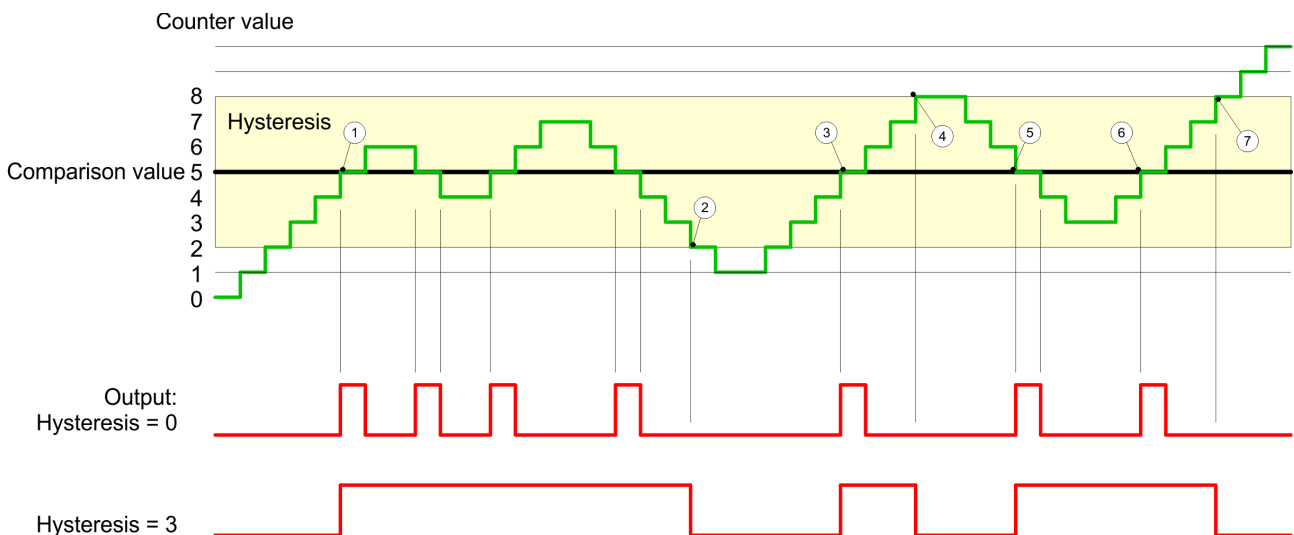 Counter value
8
7
Hysteresis
1
3
4
5
6
7
6
Comparison value 5
4
3
2
2
1
0
Output:
Hysteresis = 0
Hysteresis = 3